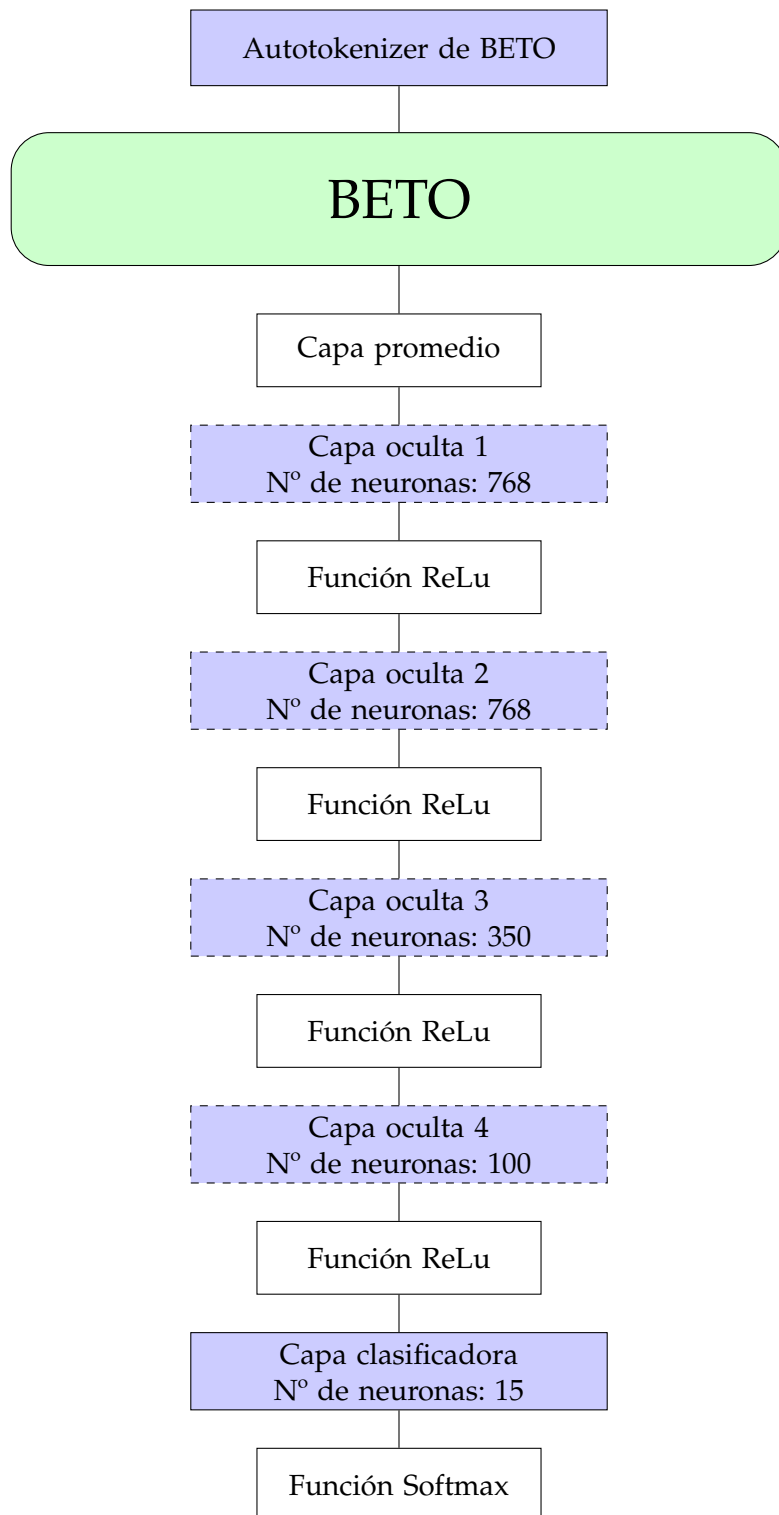 Autotokenizer de BETO
BETO
Capa promedio
Capa oculta 1
Nº de neuronas: 768
Función ReLu
Capa oculta 2
Nº de neuronas: 768
Función ReLu
Capa oculta 3
Nº de neuronas: 350
Función ReLu
Capa oculta 4
Nº de neuronas: 100
Función ReLu
Capa clasificadora
Nº de neuronas: 15
Función Softmax